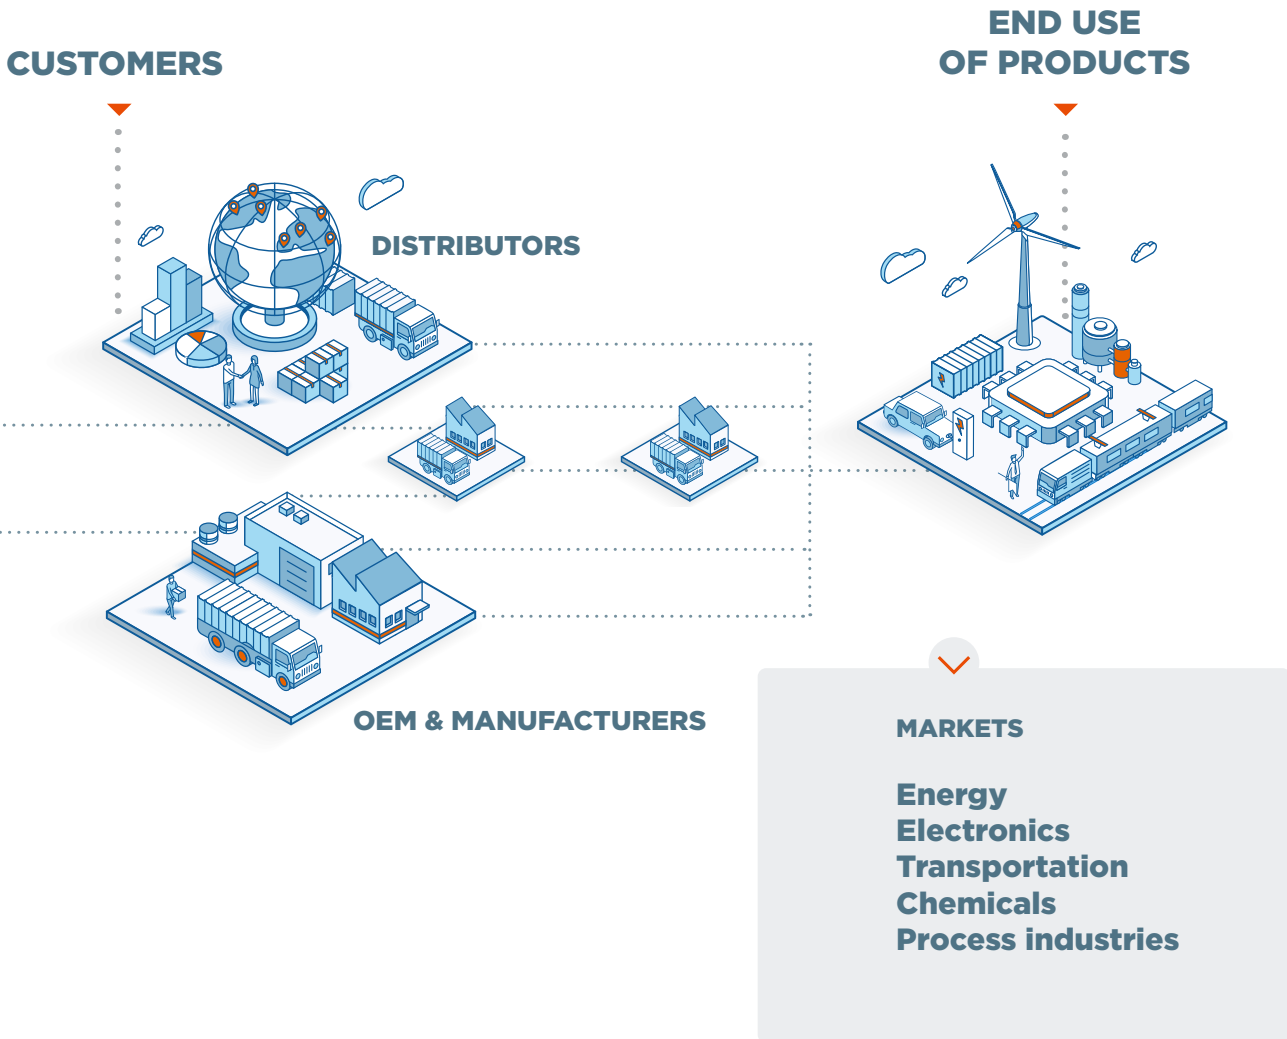 CUSTOMERS
END USE
OF PRODUCTS
DISTRIBUTORS
OEM & MANUFACTURERS
MARKETS
Energy
Electronics
Transportation
Chemicals
Process industries